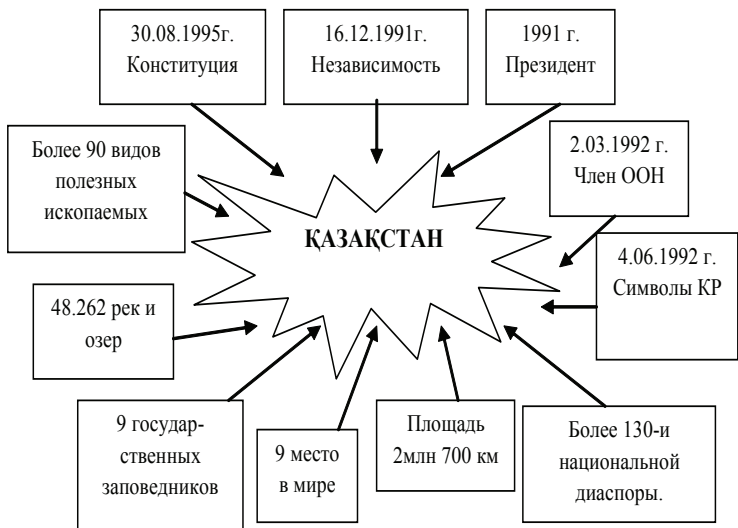 30.08.1995г.
Конституция
16.12.1991г.
Независимость
1991 г.
Президент
Более 90 видов
полезных
ископаемых
2.03.1992 г.
Член ООН
ҚАЗАҚСТАН
4.06.1992 г.
Символы КР
48.262 рек и
озер
9 государ-
ственных
заповедников
9 место
в мире
Площадь
2млн 700 км
Более 130-и
национальной
диаспоры.